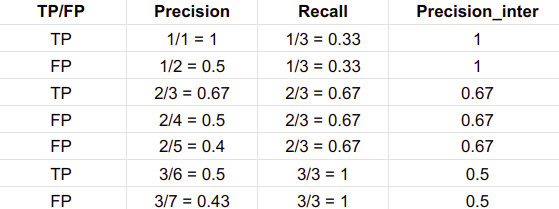 TP/FP Precision Recall Precision_inter
TP 1/1 = 1 1/3 = 0.33 1
FP 1/2 = 0.5 1/3 = 0.33 1
TP 2/3 = 0.67 2/3 = 0.67 0.67
FP 2/4 = 0.5 2/3 = 0.67 0.67
FP 2/5 = 0.4 2/3 = 0.67 0.67
TP 3/6 = 0.5 3/3 = 1 0.5
FP 3/7 = 0.43 3/3 = 1 0.5